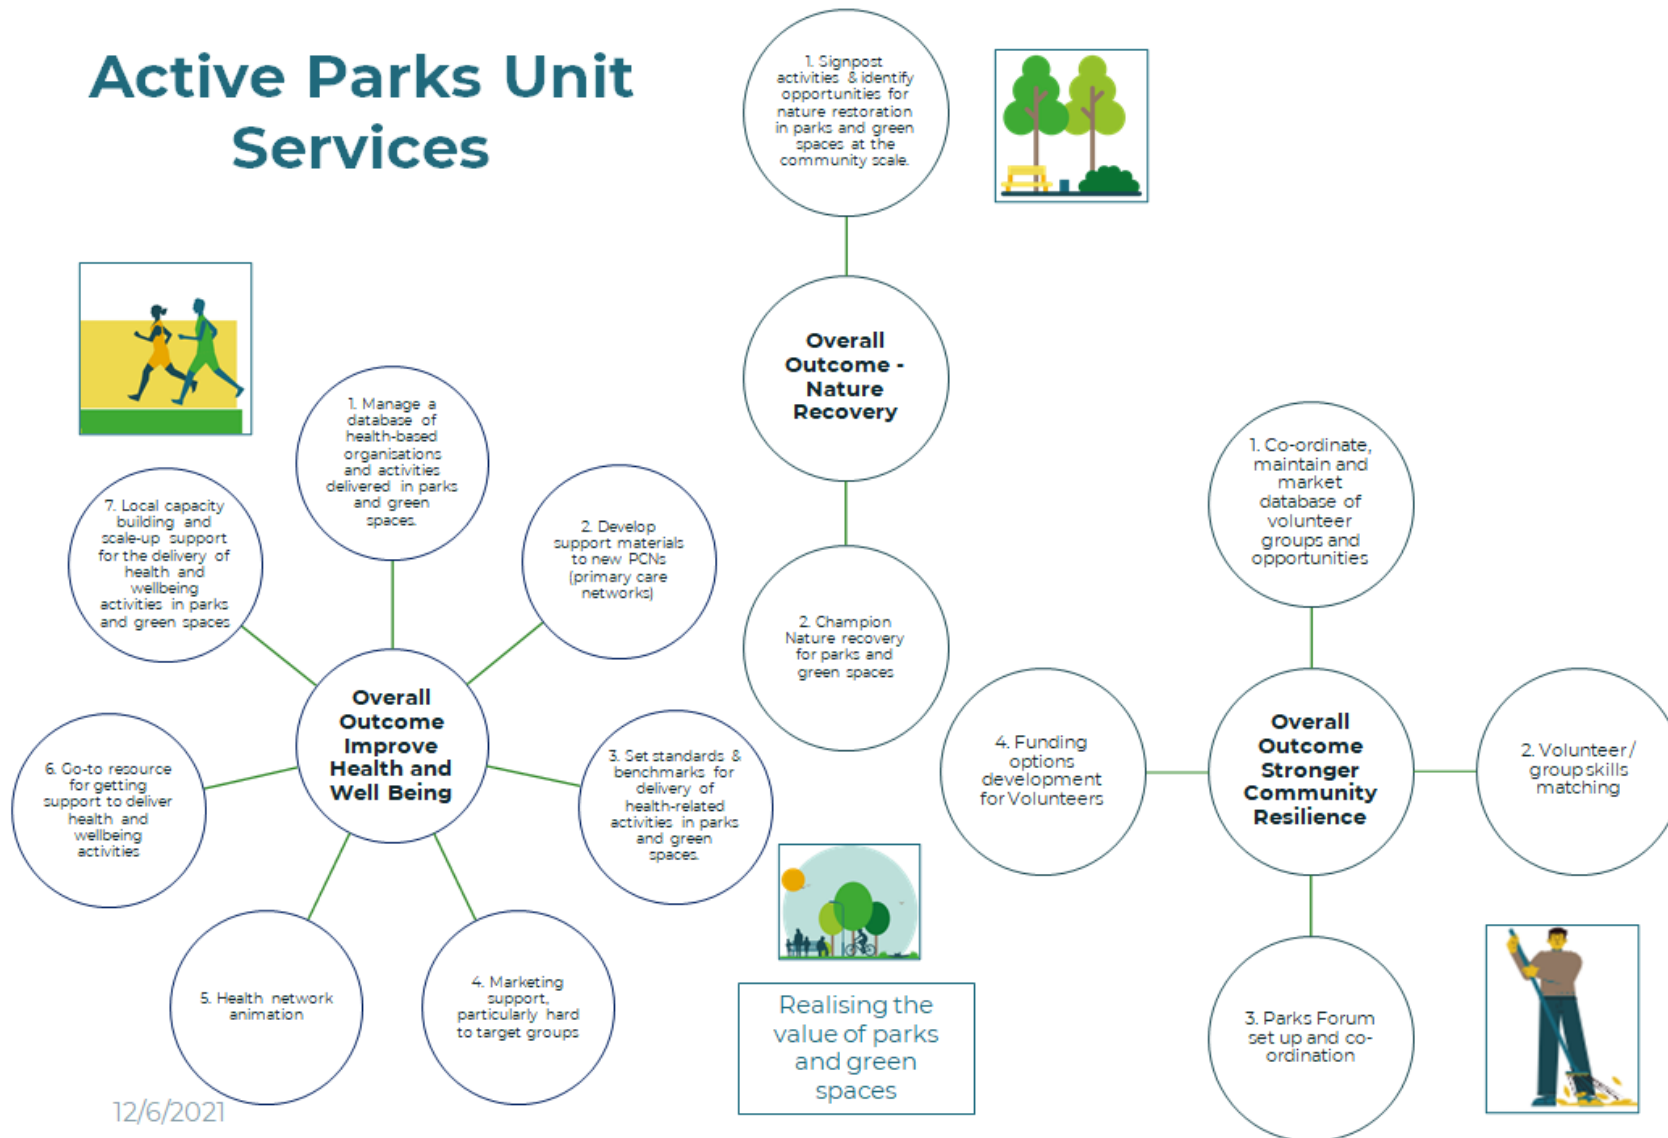 Active Parks Unit
Services
1. Signpost
activities & identify
opportunities for
nature restoration
in parks and green
spaces at the
community scale.
Overall
Outcome -
Nature
Recovery
2. Champion
Nature recovery
for parks and
green spaces
1. Manage a
database of
health-based
organisations
and activities
delivered in parks
and green
spaces.
2. Develop
support materials
to new PCNs
(primary care
networks)
3. Set standards &
benchmarks for
delivery of
health-related
activities in parks
and green
spaces.
4. Marketing
support,
particularly hard
to target groups
5. Health network
animation
6. Go-to resource
for getting
support to deliver
health and
wellbeing
activities
7. Local capacity
building and
scale-up support
for the delivery of
health and
wellbeing
activities in parks
and green spaces
Overall
Outcome
Improve
Health and
Well Being
1. Co-ordinate,
maintain and
market
database of
volunteer
groups and
opportunities
2. Volunteer/
group skills
matching
3. Parks Forum
set up and co-
ordination
4. Funding
options
development
for Volunteers
Overall
Outcome
Stronger
Community
Resilience
Realising the
value of parks
and green
spaces
12/6/2021